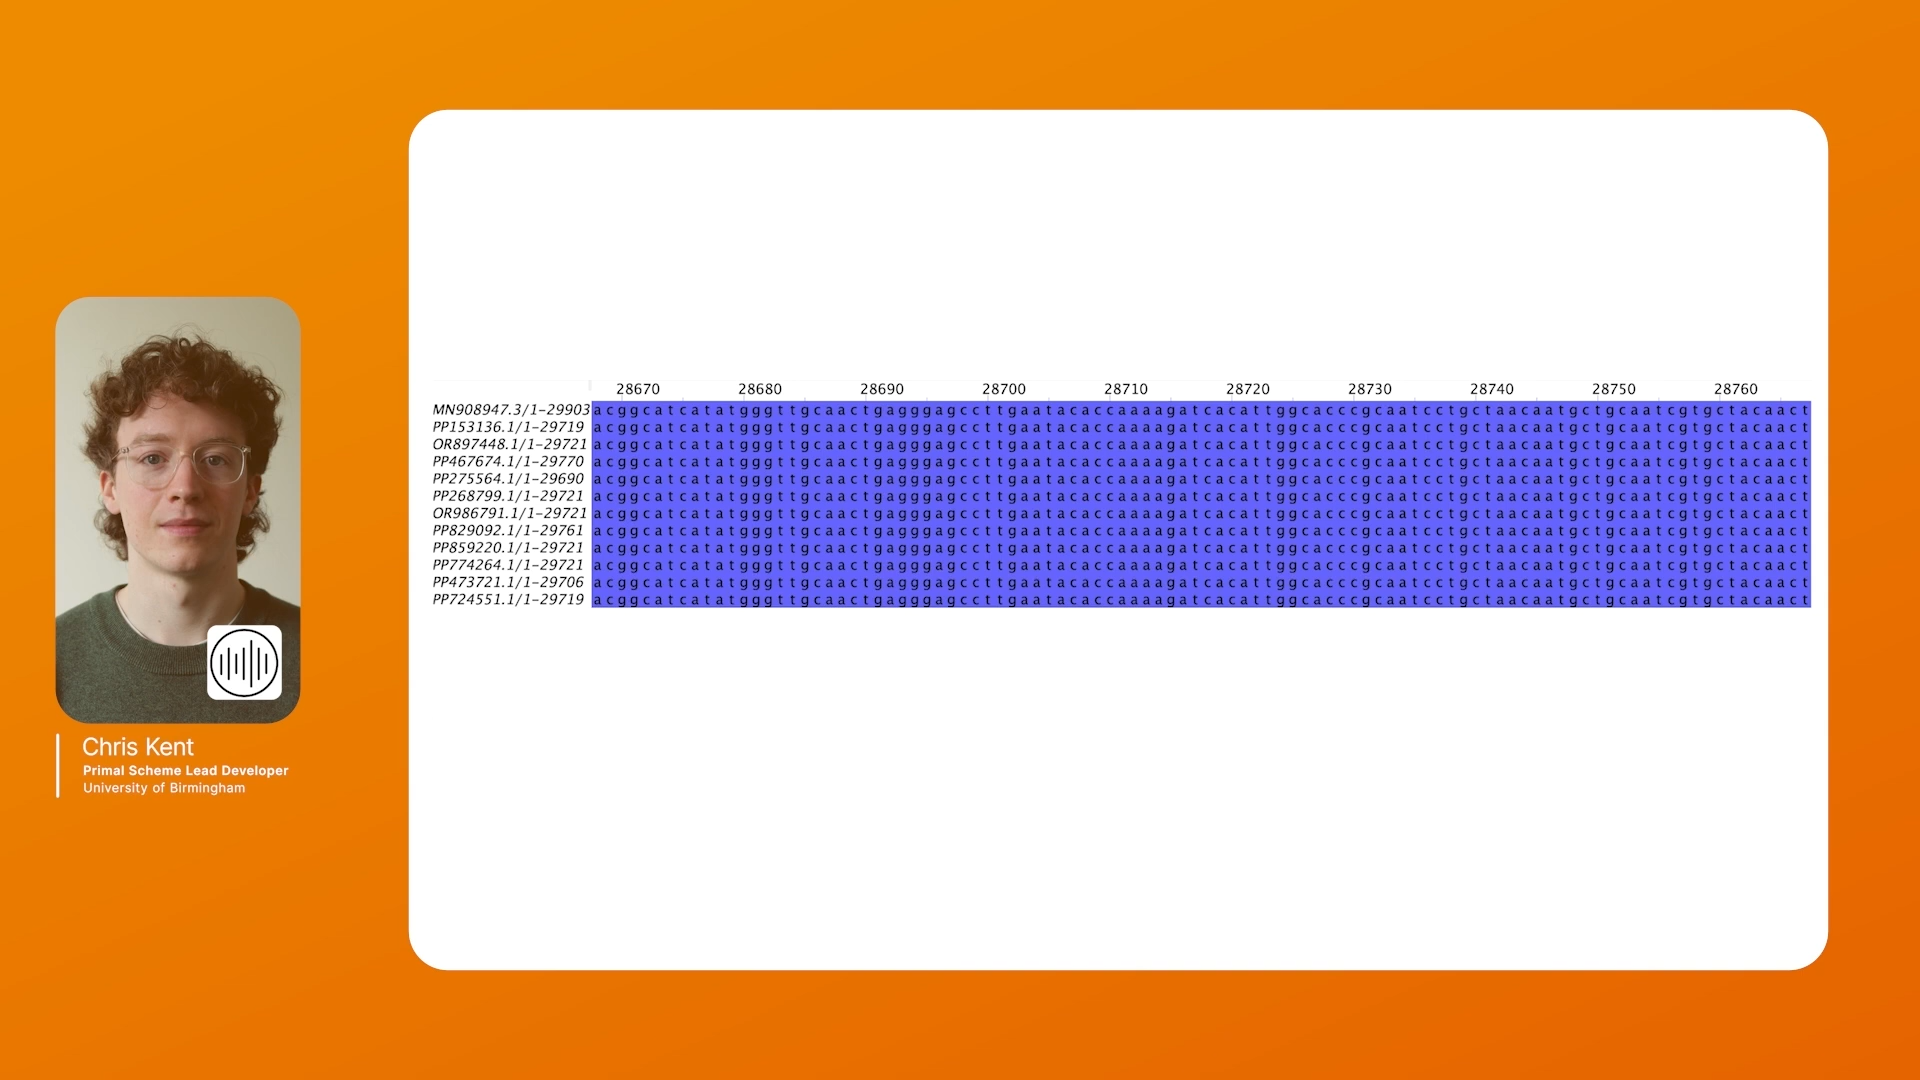 28670 28680 28690 28700 28710 28720 28730 28740 28750 28760
MN908947.3/1-29903 acggcatcatatgggttgcaactgagggagccttgaatacaccaaaagatcacattggcacccgcaatcctgctaacaatgctgcaatcgtgctacaact
PP153136.1/1-29719 acggcatcatatgggttgcaactgagggagccttgaatacaccaaaagatcacattggcacccgcaatcctgctaacaatgctgcaatcgtgctacaact
OR897448.1/1-29721 acggcatcatatgggttgcaactgagggagccttgaatacaccaaaagatcacattggcacccgcaatcctgctaacaatgctgcaatcgtgctacaact
PP467674.1/1-29770 acggcatcatatgggttgcaactgagggagccttgaatacaccaaaagatcacattggcacccgcaatcctgctaacaatgctgcaatcgtgctacaact
PP275564.1/1-29690 acggcatcatatgggttgcaactgagggagccttgaatacaccaaaagatcacattggcacccgcaatcctgctaacaatgctgcaatcgtgctacaact
PP268799.1/1-29721 acggcatcatatgggttgcaactgagggagccttgaatacaccaaaagatcacattggcacccgcaatcctgctaacaatgctgcaatcgtgctacaact
OR986791.1/1-29721 acggcatcatatgggttgcaactgagggagccttgaatacaccaaaagatcacattggcacccgcaatcctgctaacaatgctgcaatcgtgctacaact
PP829092.1/1-29761 acggcatcatatgggttgcaactgagggagccttgaatacaccaaaagatcacattggcacccgcaatcctgctaacaatgctgcaatcgtgctacaact
PP859220.1/1-29721 acggcatcatatgggttgcaactgagggagccttgaatacaccaaaagatcacattggcacccgcaatcctgctaacaatgctgcaatcgtgctacaact
PP774264.1/1-29721 acggcatcatatgggttgcaactgagggagccttgaatacaccaaaagatcacattggcacccgcaatcctgctaacaatgctgcaatcgtgctacaact
PP473721.1/1-29706 acggcatcatatgggttgcaactgagggagccttgaatacaccaaaagatcacattggcacccgcaatcctgctaacaatgctgcaatcgtgctacaact
PP724551.1/1-29719 acggcatcatatgggttgcaactgagggagccttgaatacaccaaaagatcacattggcacccgcaatcctgctaacaatgctgcaatcgtgctacaact
Chris Kent
Primal Scheme Lead Developer
University of Birmingham